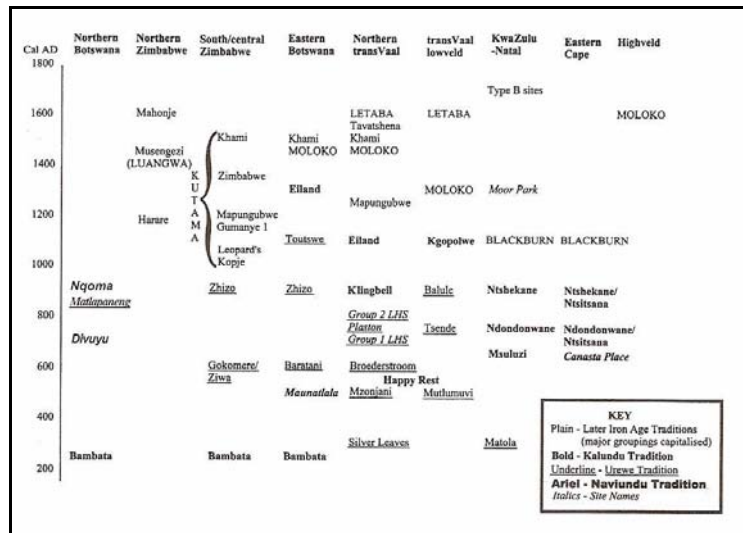 Cal AD Northern Botswana Northern Zimbabwe South/central Zimbabwe Eastern Botswana Northern transVaal transVaal lowveld KwaZulu -Natal Eastern Cape Highveld
1800
Type B sites
1600 Mahonje LETABA LETABA MOLOKO
Tavatshena
Khami Khami Khami
Musengezi MOLOKO MOLOKO
(LUANGWA)
1400
KUTAMA
Zimbabwe
Eiland MOLOKO Moor Park
Mapungubwe
1200 Harare Mapungubwe
Gumanye 1
Toutswe Eiland Kgopolwe BLACKBURN BLACKBURN
Leopard's
Kopje
1000
Nqoma Zhizo Zhizo Klingbeil Balule Ntshekane Ntshekane/
Matlapaneng Ntsitsana
800 Group 2 LHS
Divuyu Plaston Tsende Ndondonwane Ndondonwane/
Group 1 LHS Ntsitsana
Msuluzi Canasta Place
600 Gokomere/ Baratani Broederstroom
Ziwa Happy Rest
Maunatlala Mzonjani Mutlumuvi
400
Silver Leaves Matola
200 Bambata Bambata Bambata
KEY
Plain - Later Iron Age Traditions
(major groupings capitalised)
Bold - Kalundu Tradition
Underline - Urewe Tradition
Ariel - Naviundu Tradition
Italics - Site Names